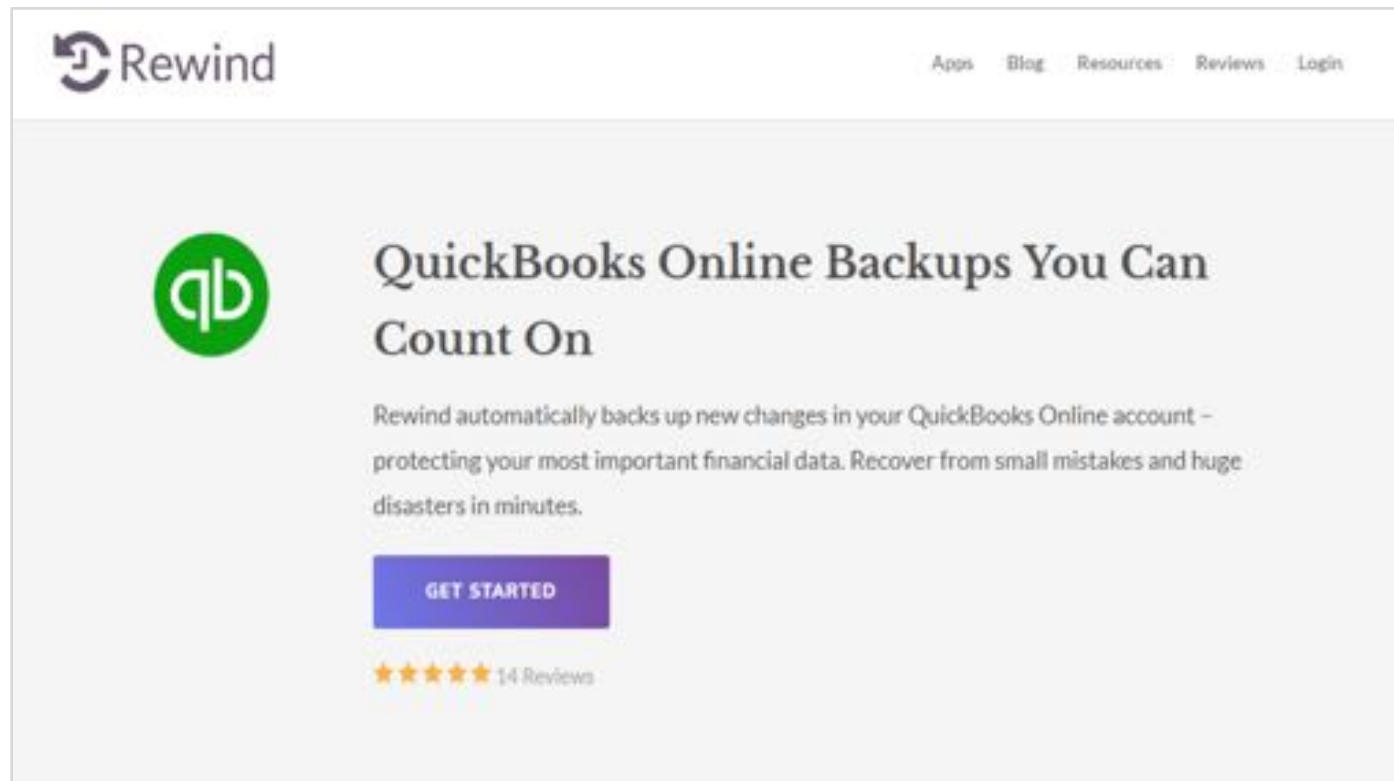 Rewind
Apps Blog Resources Reviews Login
qb
QuickBooks Online Backups You Can
Count On
Rewind automatically backs up new changes in your QuickBooks Online account –
protecting your most important financial data. Recover from small mistakes and huge
disasters in minutes.
GET STARTED
14 Reviews